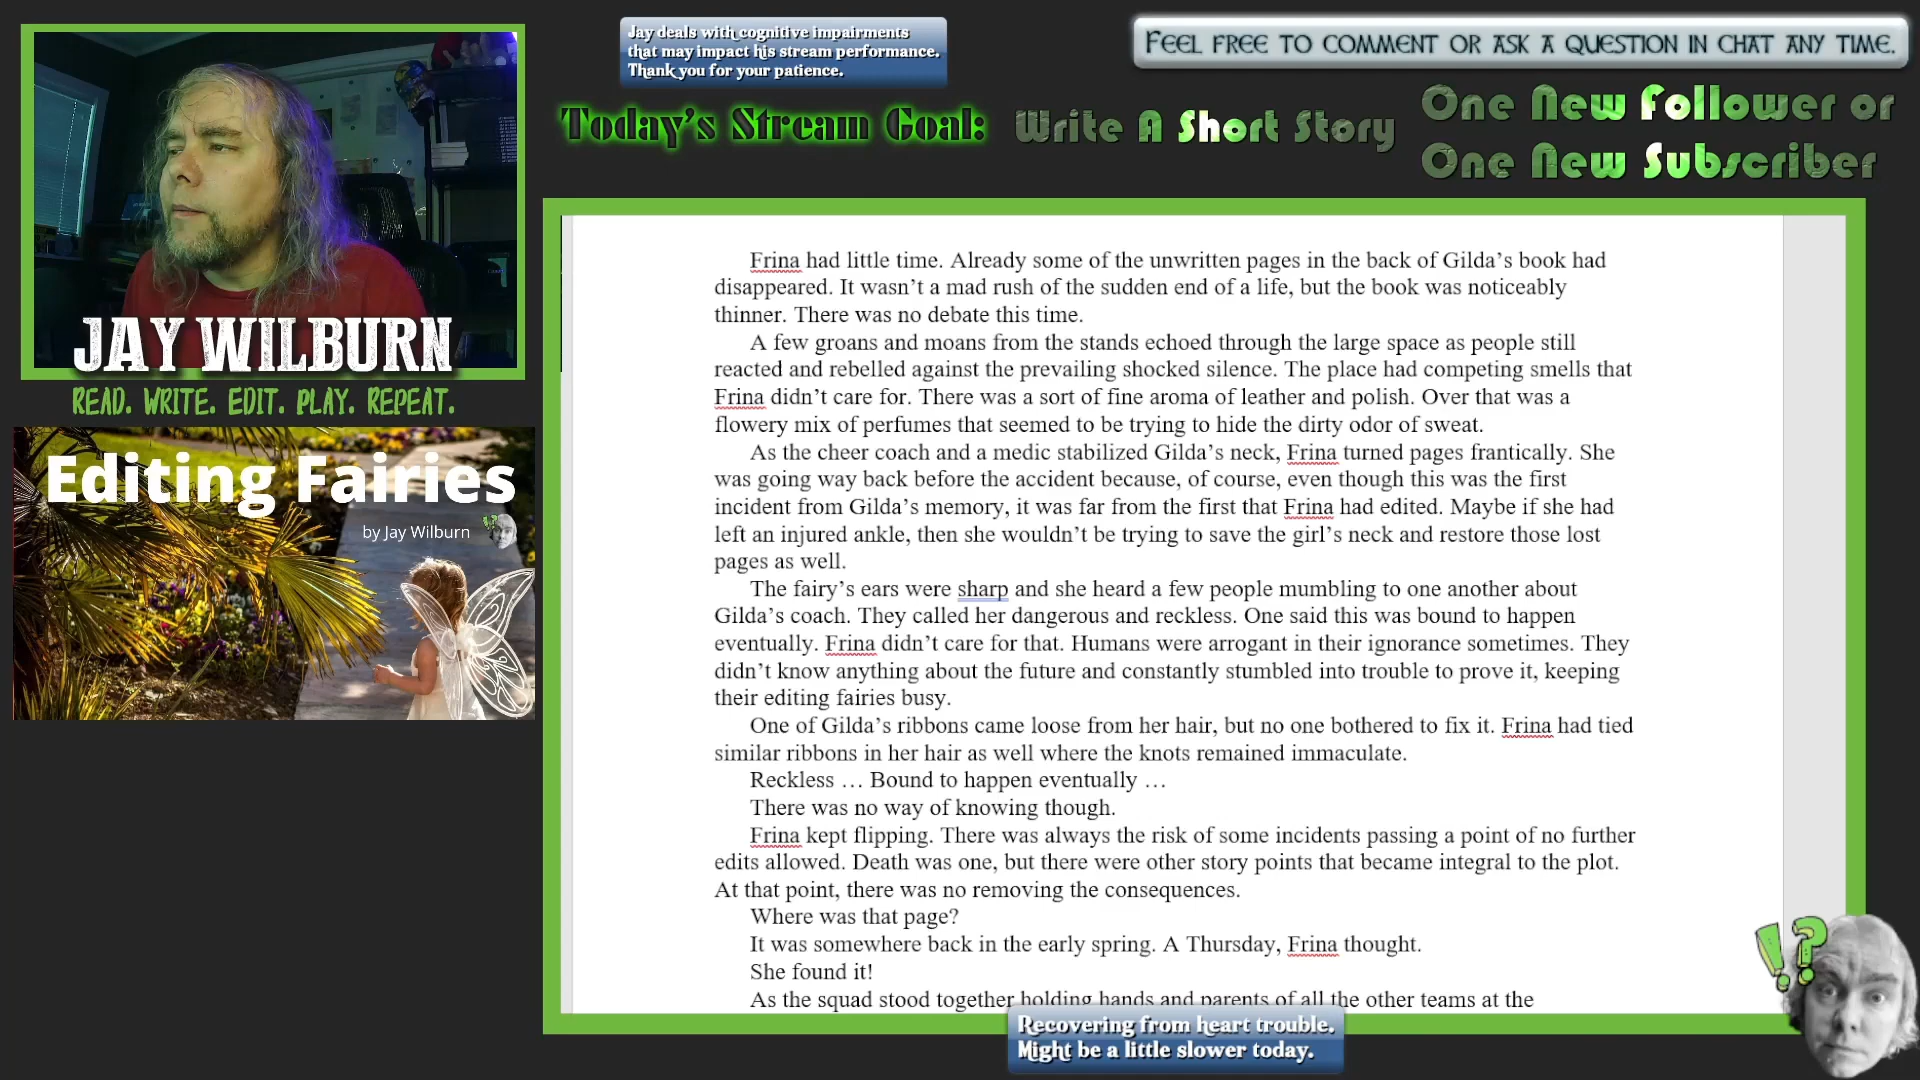 Jay deals with cognitive impairments
that may impact his stream performance.
Thank you for your patience.
FEEL FREE TO COMMENT OR ASK A QUESTION IN CHAT ANY TIME.
Today's Stream Goal:
Write A Short Story
One New Follower or
One New Subscriber
JAY WILBURN
READ. WRITE. EDIT. PLAY. REPEAT.
Editing Fairies
by Jay Wilburn
Frina had little time. Already some of the unwritten pages in the back of Gilda’s book had
disappeared. It wasn’t a mad rush of the sudden end of a life, but the book was noticeably
thinner. There was no debate this time.
A few groans and moans from the stands echoed through the large space as people still
reacted and rebelled against the prevailing shocked silence. The place had competing smells that
Frina didn’t care for. There was a sort of fine aroma of leather and polish. Over that was a
flowery mix of perfumes that seemed to be trying to hide the dirty odor of sweat.
As the cheer coach and a medic stabilized Gilda’s neck, Frina turned pages frantically. She
was going way back before the accident because, of course, even though this was the first
incident from Gilda’s memory, it was far from the first that Frina had edited. Maybe if she had
left an injured ankle, then she wouldn’t be trying to save the girl’s neck and restore those lost
pages as well.
The fairy’s ears were sharp and she heard a few people mumbling to one another about
Gilda’s coach. They called her dangerous and reckless. One said this was bound to happen
eventually. Frina didn’t care for that. Humans were arrogant in their ignorance sometimes. They
didn’t know anything about the future and constantly stumbled into trouble to prove it, keeping
their editing fairies busy.
One of Gilda’s ribbons came loose from her hair, but no one bothered to fix it. Frina had tied
similar ribbons in her hair as well where the knots remained immaculate.
Reckless … Bound to happen eventually …
There was no way of knowing though.
Frina kept flipping. There was always the risk of some incidents passing a point of no further
edits allowed. Death was one, but there were other story points that became integral to the plot.
At that point, there was no removing the consequences.
Where was that page?
It was somewhere back in the early spring. A Thursday, Frina thought.
She found it!
As the squad stood together holding hands and parents of all the other teams at the
Recovering from heart trouble.
Might be a little slower today.
!?